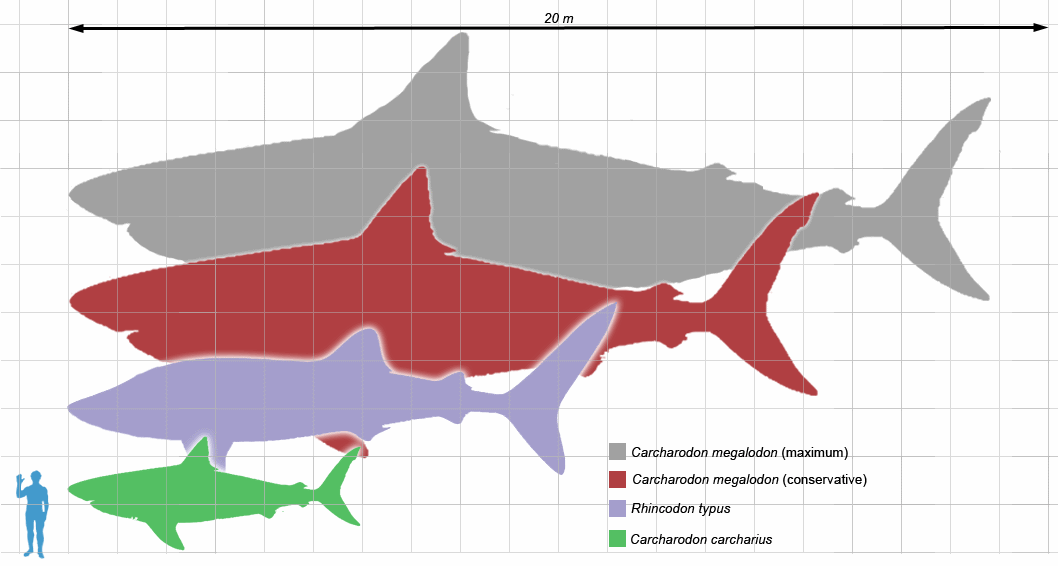 20 m
Carcharodon megalodon (maximum)
Carcharodon megalodon (conservative)
Rhincodon typus
Carcharodon carcharius